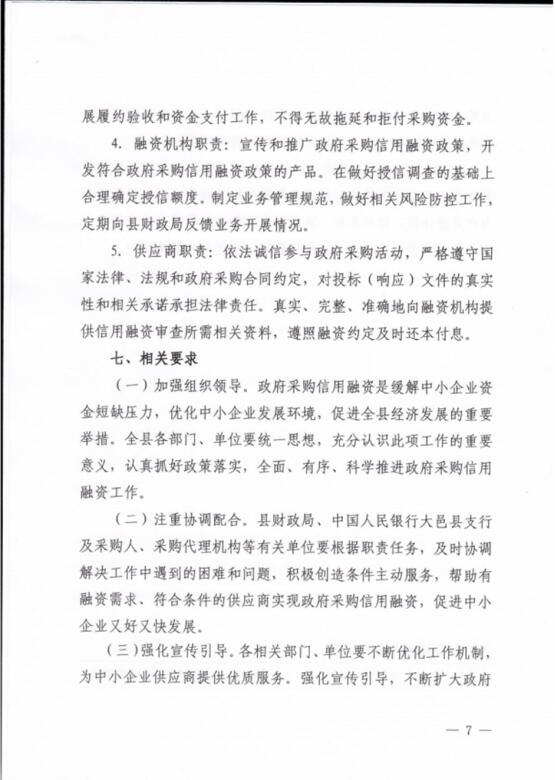 展履约验收和资金支付工作，不得无故拖延和拒付采购资金。
4．融资机构职责：宣传和推广政府采购信用融资政策，开
发符合政府采购信用融资政策的产品。在做好授信调查的基础上
合理确定授信额度。制定业务管理规范，做好相关风险防控工作，
定期向县财政局反馈业务开展情况。
5．供应商职责：依法诚信参与政府采购活动，严格遵守国
家法律、法规和政府采购合同约定，对投标（响应）文件的真实
性和相关承诺承担法律责任。真实、完整、准确地向融资机构提
供信用融资审查所需相关资料，遵照融资约定及时还本付息。
七、相关要求
（一）加强组织领导。政府采购信用融资是缓解中小企业资
金短缺压力，优化中小企业发展环境，促进全县经济发展的重要
举措。全县各部门、单位要统一思想，充分认识此项工作的重要
意义，认真抓好政策落实，全面、有序、科学推进政府采购信用
融资工作。
（二）注重协调配合。县财政局、中国人民银行大邑县支行
及采购人、采购代理机构等有关单位要根据职责任务，及时协调
解决工作中遇到的困难和问题，积极创造条件主动服务，帮助有
融资需求、符合条件的供应商实现政府采购信用融资，促进中小
企业又好又快发展。
（三）强化宣传引导。各相关部门、单位要不断优化工作机制，
为中小企业供应商提供优质服务。强化宣传引导，不断扩大政府
— 7 —